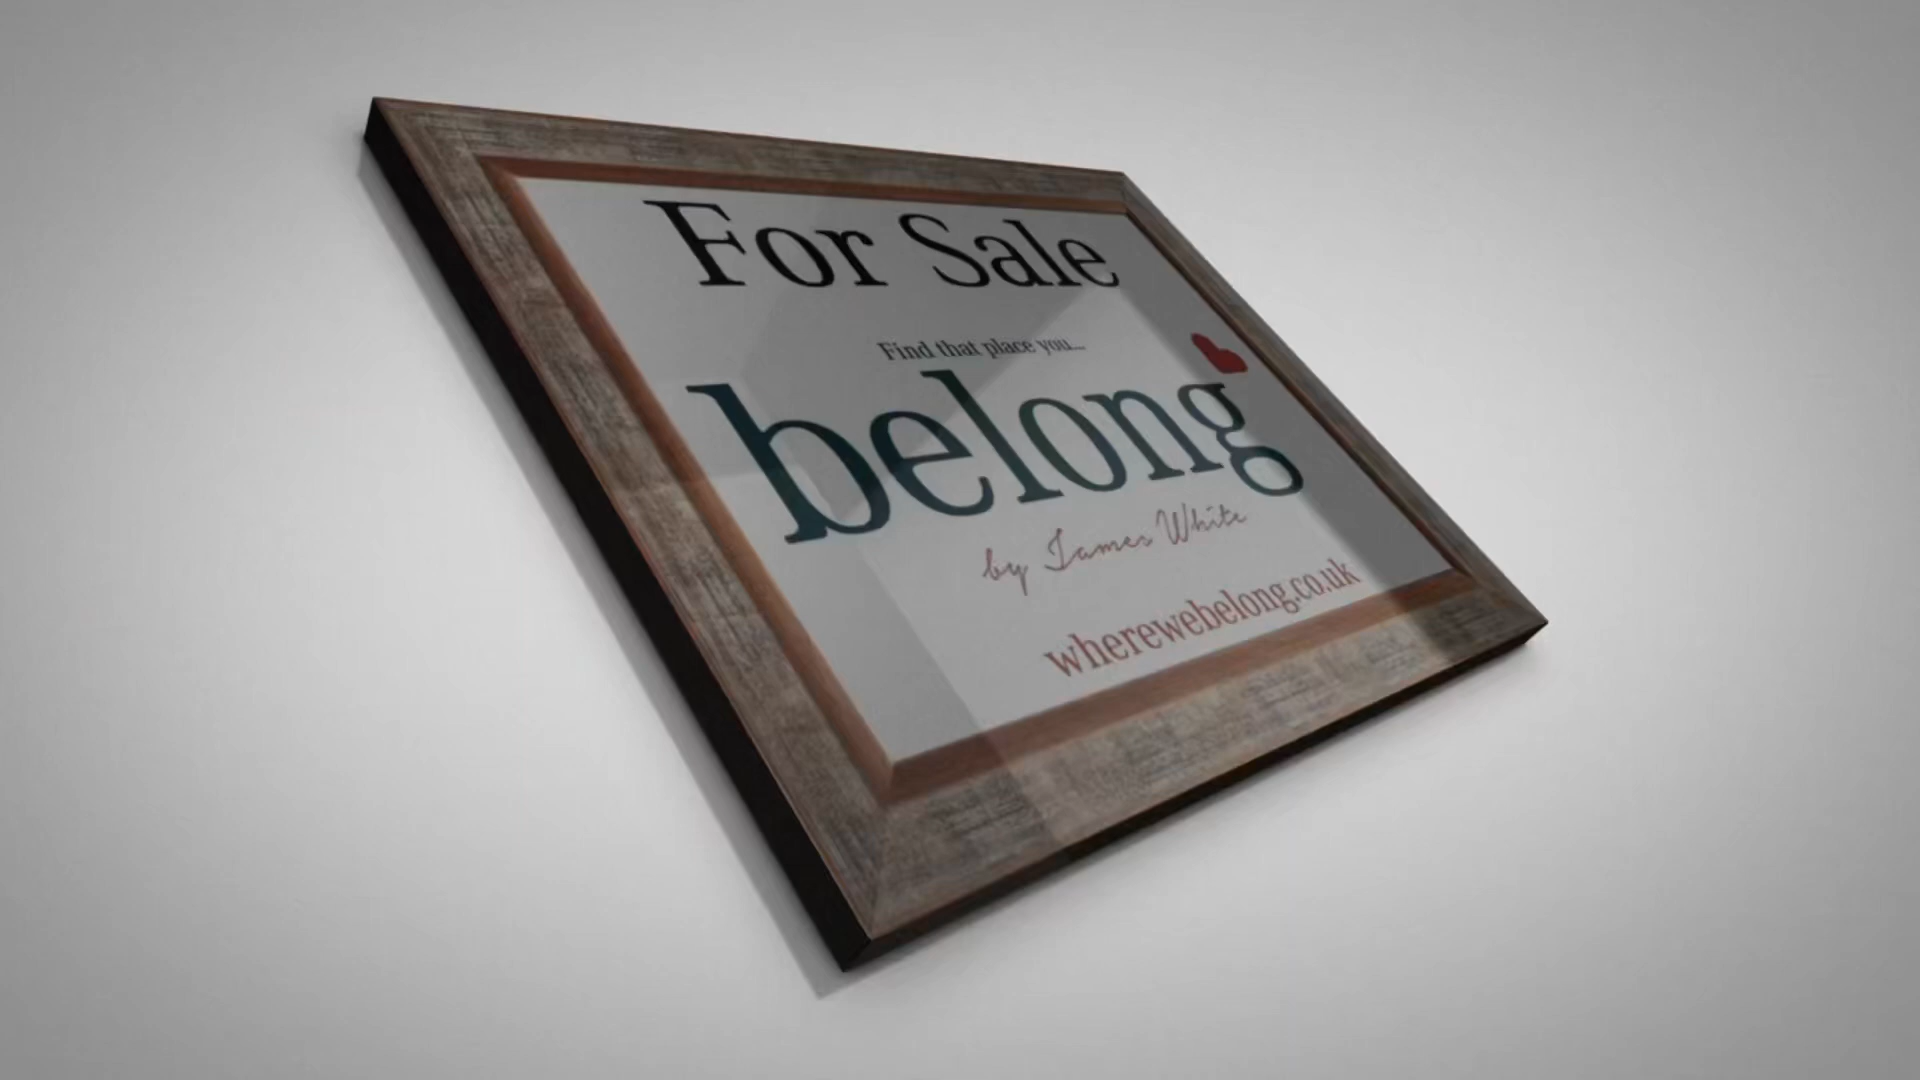 For Sale
Find that place you...
belong
by James White
wherewebelong.co.uk